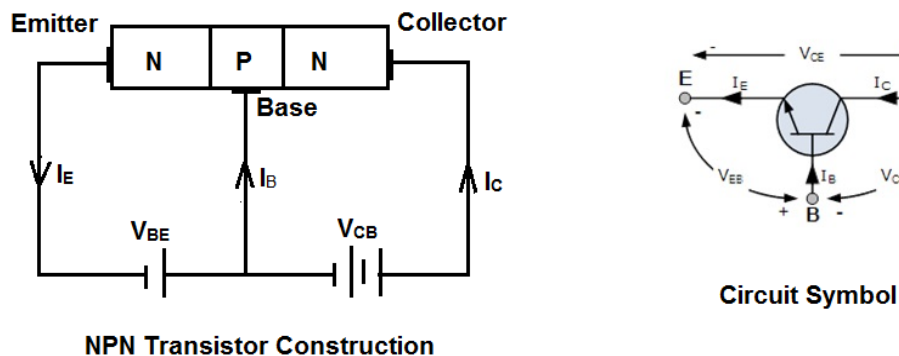 Emitter
Collector
N
P
N
Base
IE
IB
IC
VBE
VCB
NPN Transistor Construction
-
VCE
E
IE
IC
-
VEB
IB
+
B
-
Circuit Symbol